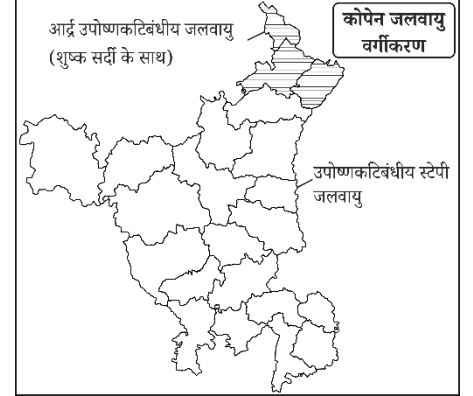 कोपेन जलवायु
वर्गीकरण
आर्द्र उपोष्णकटिबंधीय जलवायु
(शुष्क सर्दी के साथ)
उपोष्णकटिबंधीय स्टेपी
जलवायु